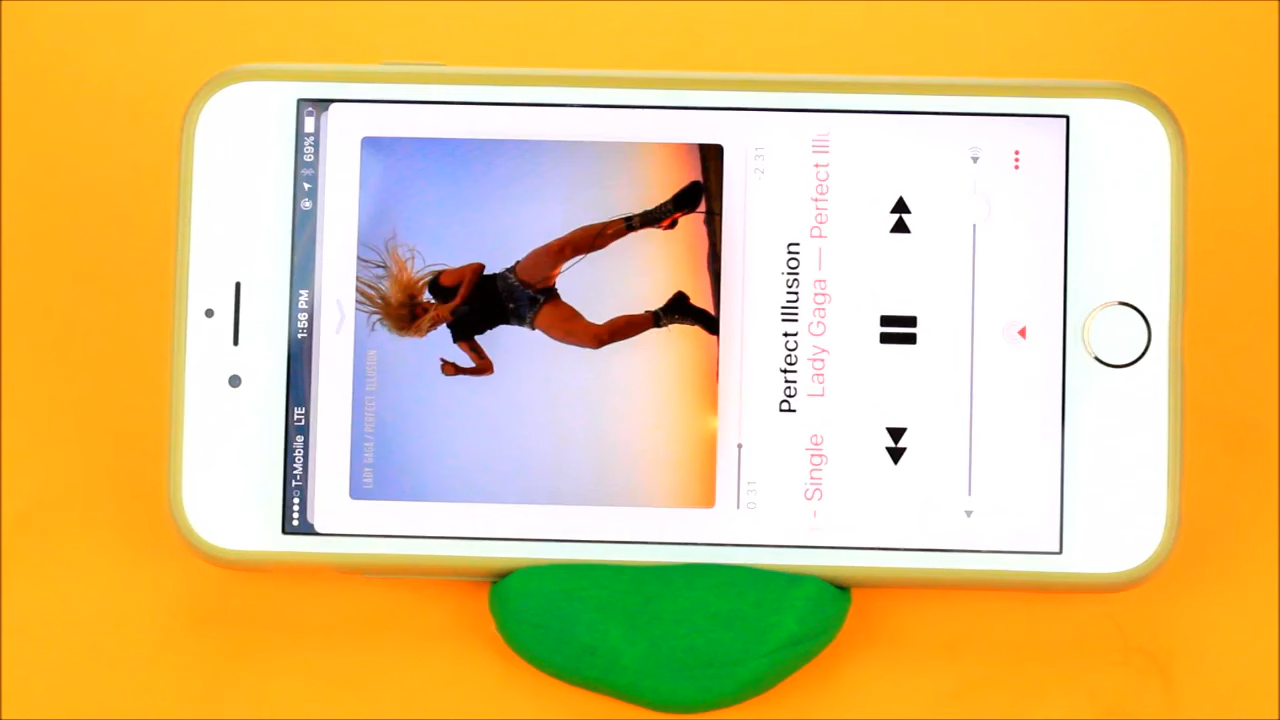 T-Mobile LTE 1:56 PM 69%
LADY GAGA / PERFECT ILLUSION
0:31 -2:31
Perfect Illusion
- Single Lady Gaga — Perfect